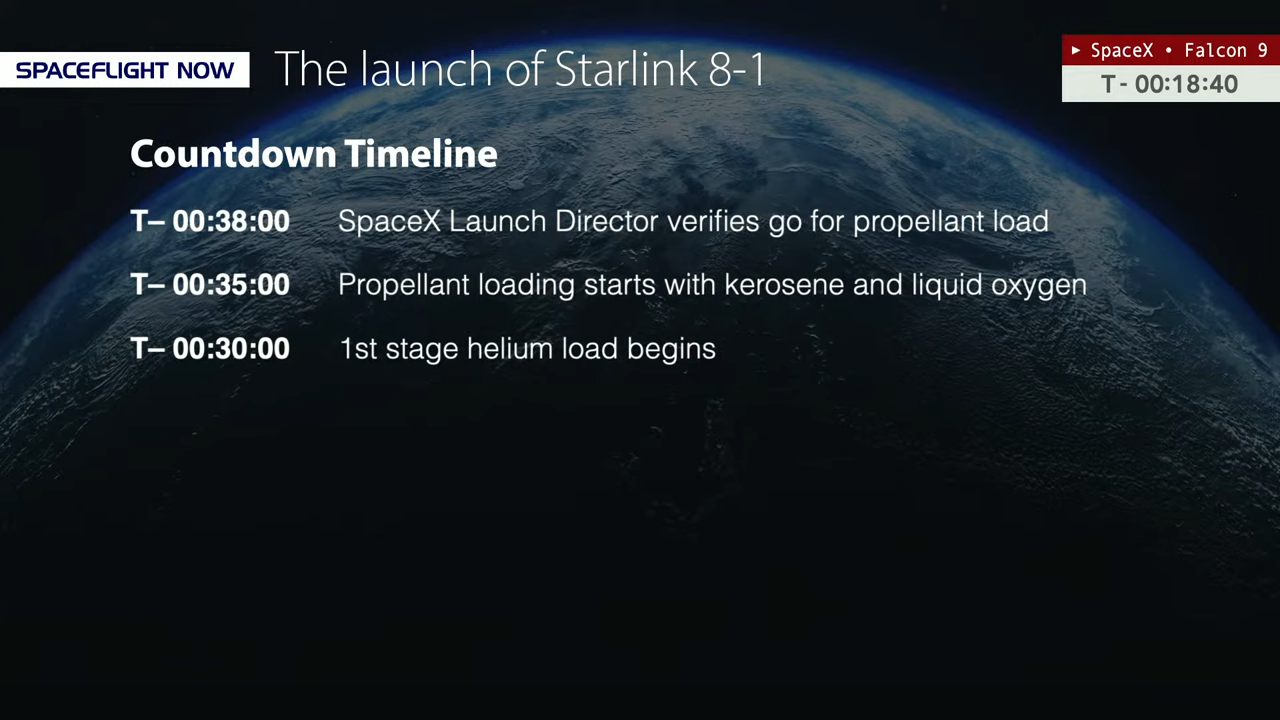 SPACEFLIGHT NOW
The launch of Starlink 8-1
▸ SpaceX • Falcon 9
T - 00:18:40
Countdown Timeline
T– 00:38:00 SpaceX Launch Director verifies go for propellant load
T– 00:35:00 Propellant loading starts with kerosene and liquid oxygen
T– 00:30:00 1st stage helium load begins